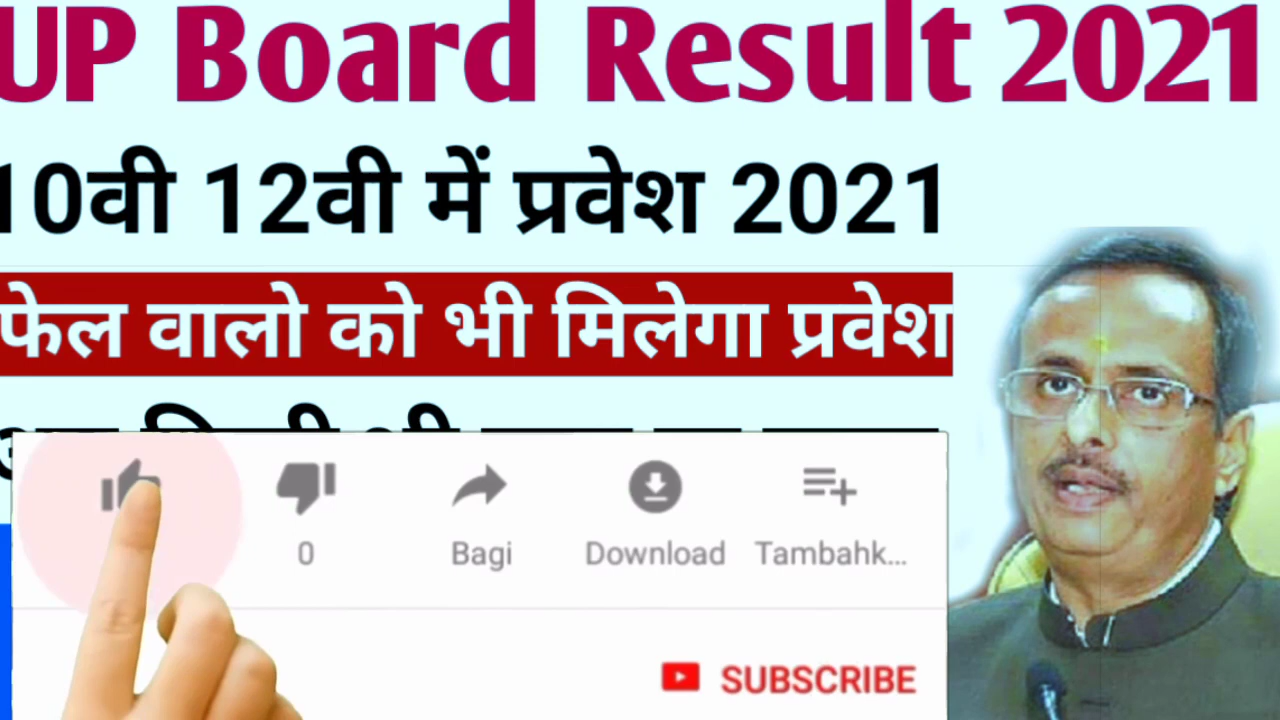 UP Board Result 2021
10वी 12वी में प्रवेश 2021
फेल वालो को भी मिलेगा प्रवेश
0 Bagi Download Tambahk...
SUBSCRIBE